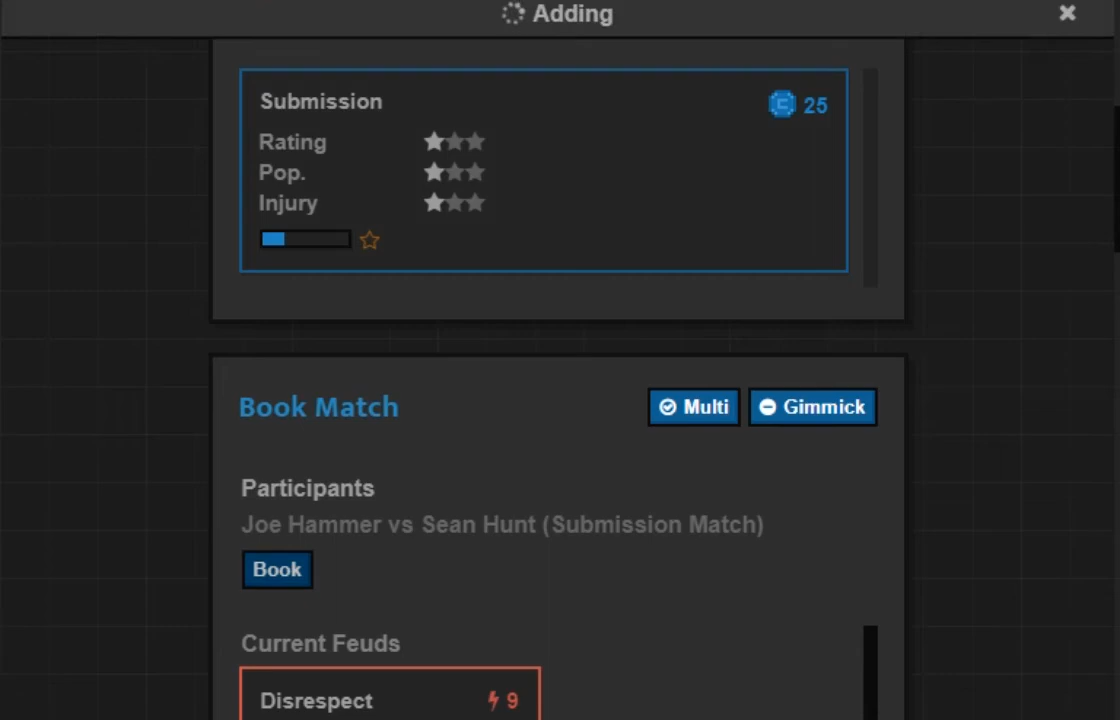 Adding
Submission 25
Rating
Pop.
Injury
Book Match Multi Gimmick
Participants
Joe Hammer vs Sean Hunt (Submission Match)
Book
Current Feuds
Disrespect 9